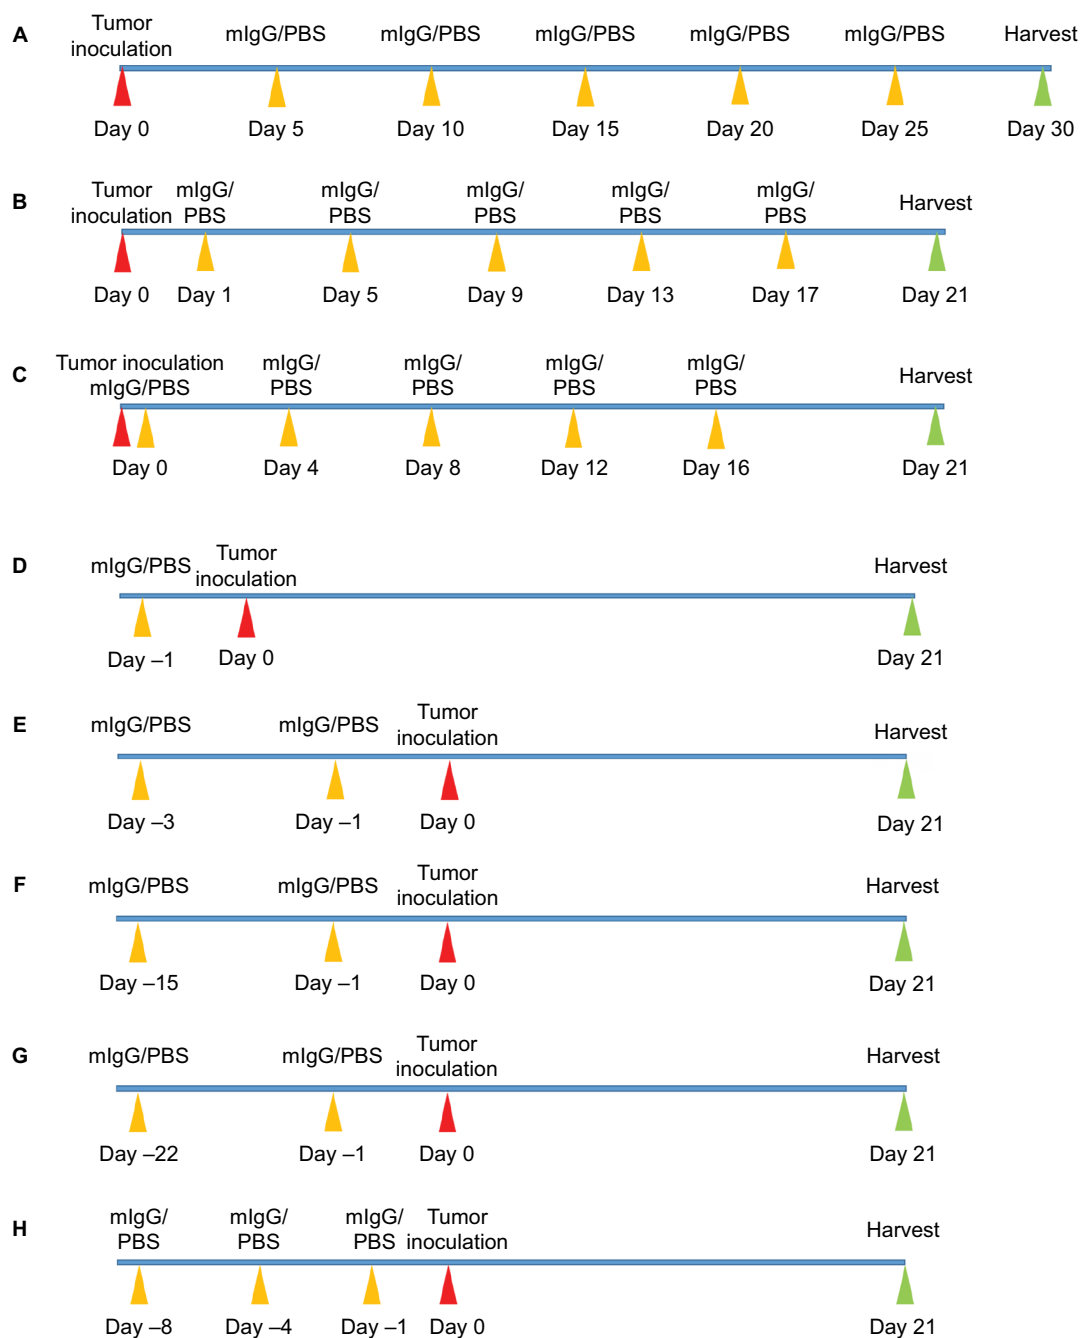 A
Tumor
inoculation
mIgG/PBS
mIgG/PBS
mIgG/PBS
mIgG/PBS
mIgG/PBS
Harvest
Day 0
Day 5
Day 10
Day 15
Day 20
Day 25
Day 30
B
Tumor
inoculation
mIgG/
PBS
mIgG/
PBS
mIgG/
PBS
mIgG/
PBS
mIgG/
PBS
Harvest
Day 0
Day 1
Day 5
Day 9
Day 13
Day 17
Day 21
C
Tumor inoculation
mIgG/PBS
mIgG/
PBS
mIgG/
PBS
mIgG/
PBS
mIgG/
PBS
Harvest
Day 0
Day 4
Day 8
Day 12
Day 16
Day 21
D
mIgG/PBS
Tumor
inoculation
Harvest
Day –1
Day 0
Day 21
E
mIgG/PBS
mIgG/PBS
Tumor
inoculation
Harvest
Day –3
Day –1
Day 0
Day 21
F
mIgG/PBS
mIgG/PBS
Tumor
inoculation
Harvest
Day –15
Day –1
Day 0
Day 21
G
mIgG/PBS
mIgG/PBS
Tumor
inoculation
Harvest
Day –22
Day –1
Day 0
Day 21
H
mIgG/
PBS
mIgG/
PBS
mIgG/
PBS
Tumor
inoculation
Harvest
Day –8
Day –4
Day –1
Day 0
Day 21